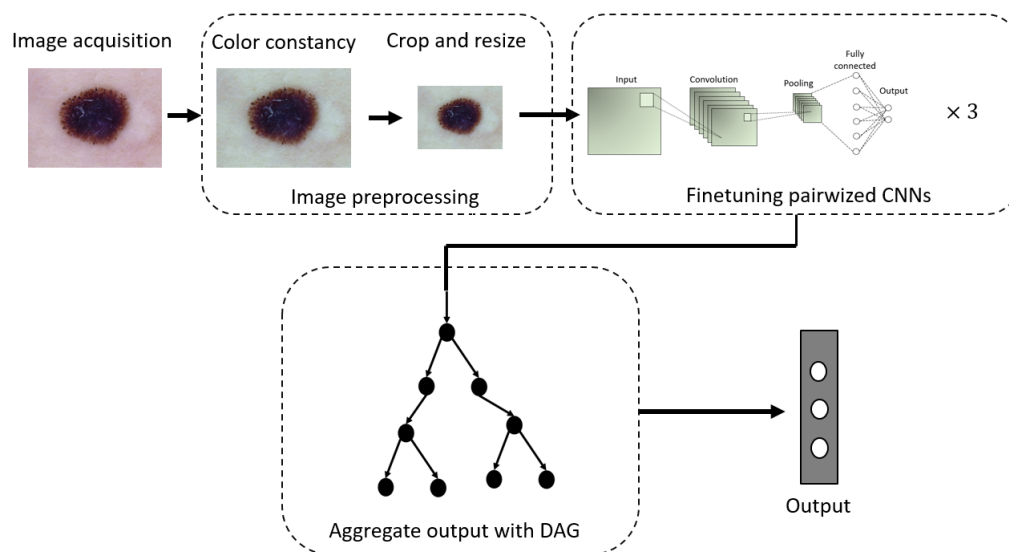 Image acquisition
Color constancy
Crop and resize
Image preprocessing
Input
Convolution
Pooling
Fully
connected
Output
× 3
Finetuning pairwized CNNs
Aggregate output with DAG
Output